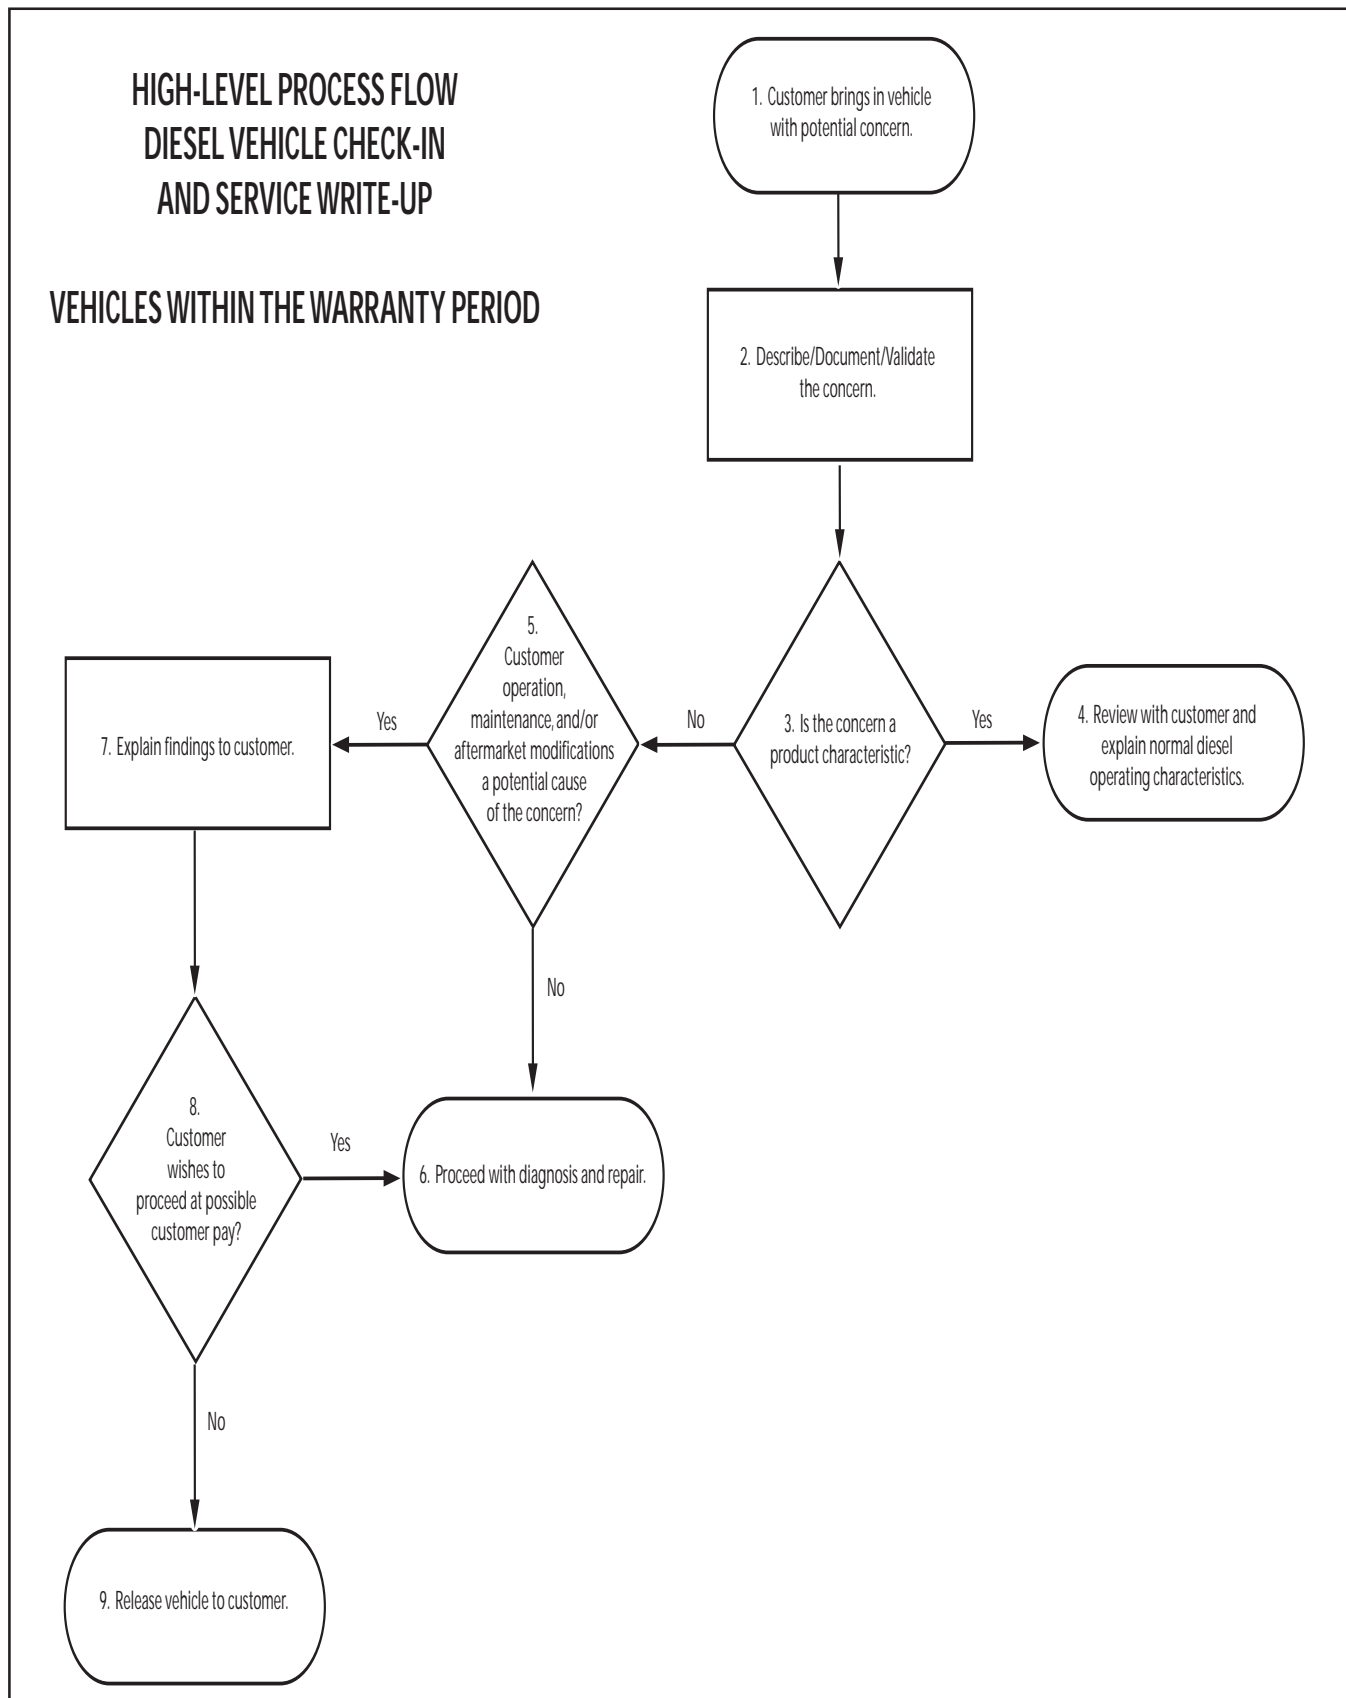 HIGH-LEVEL PROCESS FLOW
DIESEL VEHICLE CHECK-IN
AND SERVICE WRITE-UP
VEHICLES WITHIN THE WARRANTY PERIOD
1. Customer brings in vehicle
with potential concern.
2. Describe/Document/Validate
the concern.
3. Is the concern a
product characteristic?
Yes
4. Review with customer and
explain normal diesel
operating characteristics.
No
5.
Customer
operation,
maintenance, and/or
aftermarket modifications
a potential cause
of the concern?
Yes
7. Explain findings to customer.
No
8.
Customer
wishes to
proceed at possible
customer pay?
Yes
6. Proceed with diagnosis and repair.
No
9. Release vehicle to customer.